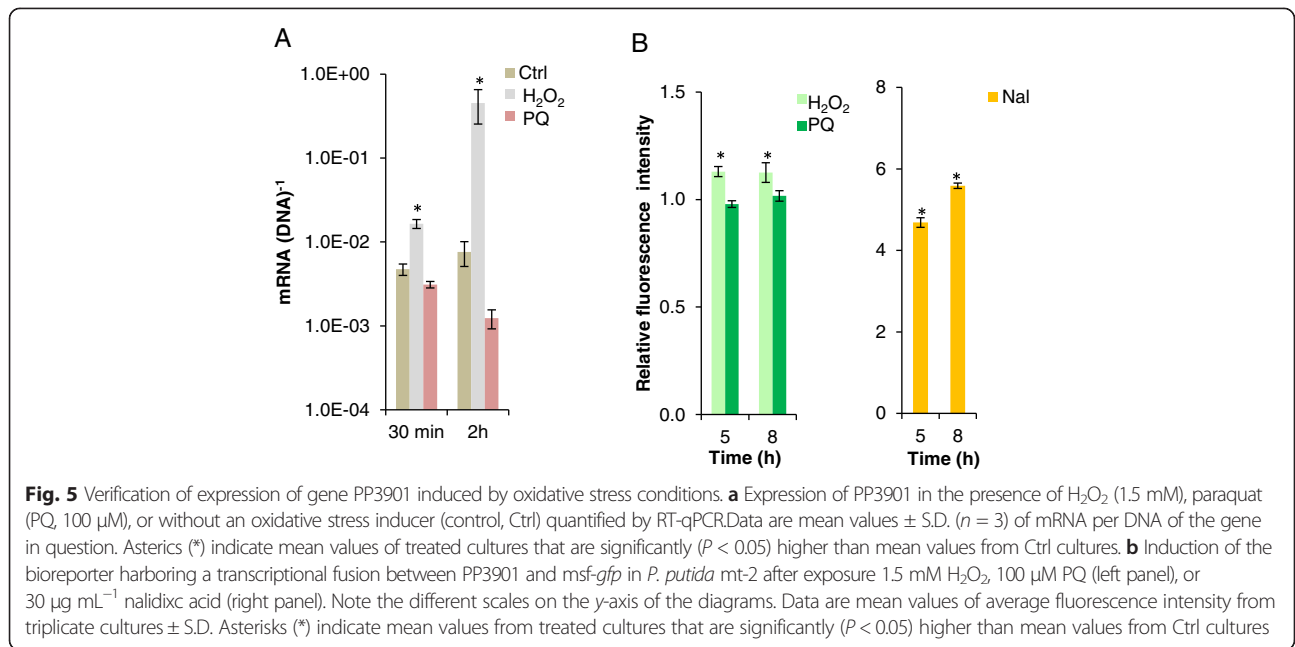 A
B
mRNA (DNA)-1
1.0E+00
1.0E-01
1.0E-02
1.0E-03
1.0E-04
*
*
Ctrl
H2O2
PQ
30 min
2h
Relative fluorescence intensity
1.5
1.0
0.5
0.0
*
*
H2O2
PQ
5
8
Time (h)
8
6
4
2
0
*
*
Nal
5
8
Time (h)
Fig. 5 Verification of expression of gene PP3901 induced by oxidative stress conditions. a Expression of PP3901 in the presence of H2O2 (1.5 mM), paraquat
(PQ, 100 μM), or without an oxidative stress inducer (control, Ctrl) quantified by RT-qPCR.Data are mean values ± S.D. (n = 3) of mRNA per DNA of the gene
in question. Asterics (*) indicate mean values of treated cultures that are significantly (P < 0.05) higher than mean values from Ctrl cultures. b Induction of the
bioreporter harboring a transcriptional fusion between PP3901 and msf-gfp in P. putida mt-2 after exposure 1.5 mM H2O2, 100 μM PQ (left panel), or
30 μg mL−1 nalidixc acid (right panel). Note the different scales on the y-axis of the diagrams. Data are mean values of average fluorescence intensity from
triplicate cultures ± S.D. Asterisks (*) indicate mean values from treated cultures that are significantly (P < 0.05) higher than mean values from Ctrl cultures